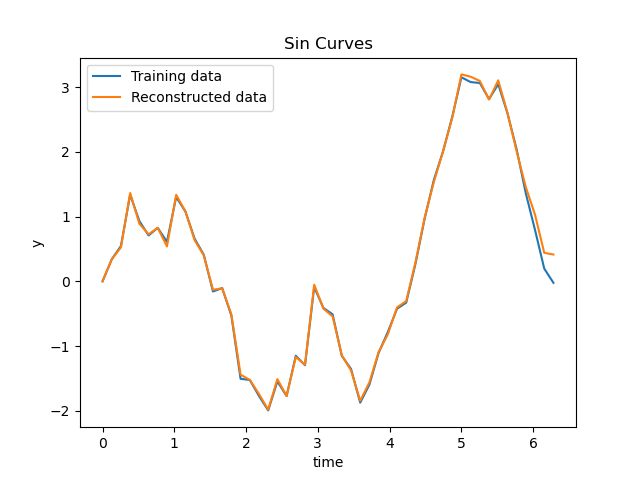 Sin Curves
Training data
Reconstructed data
3
2
1
0
−1
−2
y
0 1 2 3 4 5 6
time